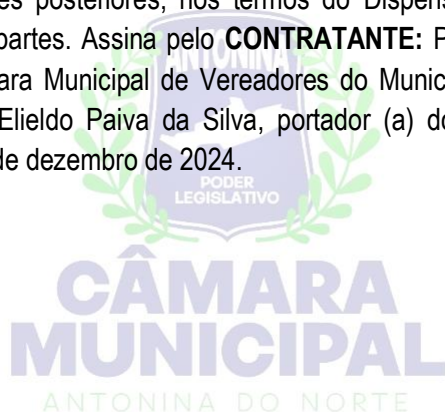 es posteriores, nos termos do Dispens
partes. Assina pelo CONTRATANTE: P
ara Municipal de Vereadores do Munic
Elieldo Paiva da Silva, portador (a) do
de dezembro de 2024.
ANTONINA
PODER
LEGISLATIVO
CÂMARA
MUNICIPAL
ANTONINA DO NORTE